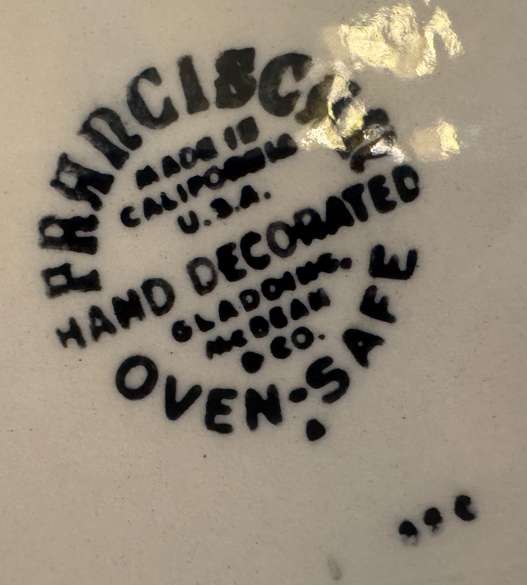 FRANCISCAN
MADE IN
CALIFORNIA
U.S.A.
HAND DECORATED
GLADDING,
MCBEAN
& CO.
OVEN-SAFE